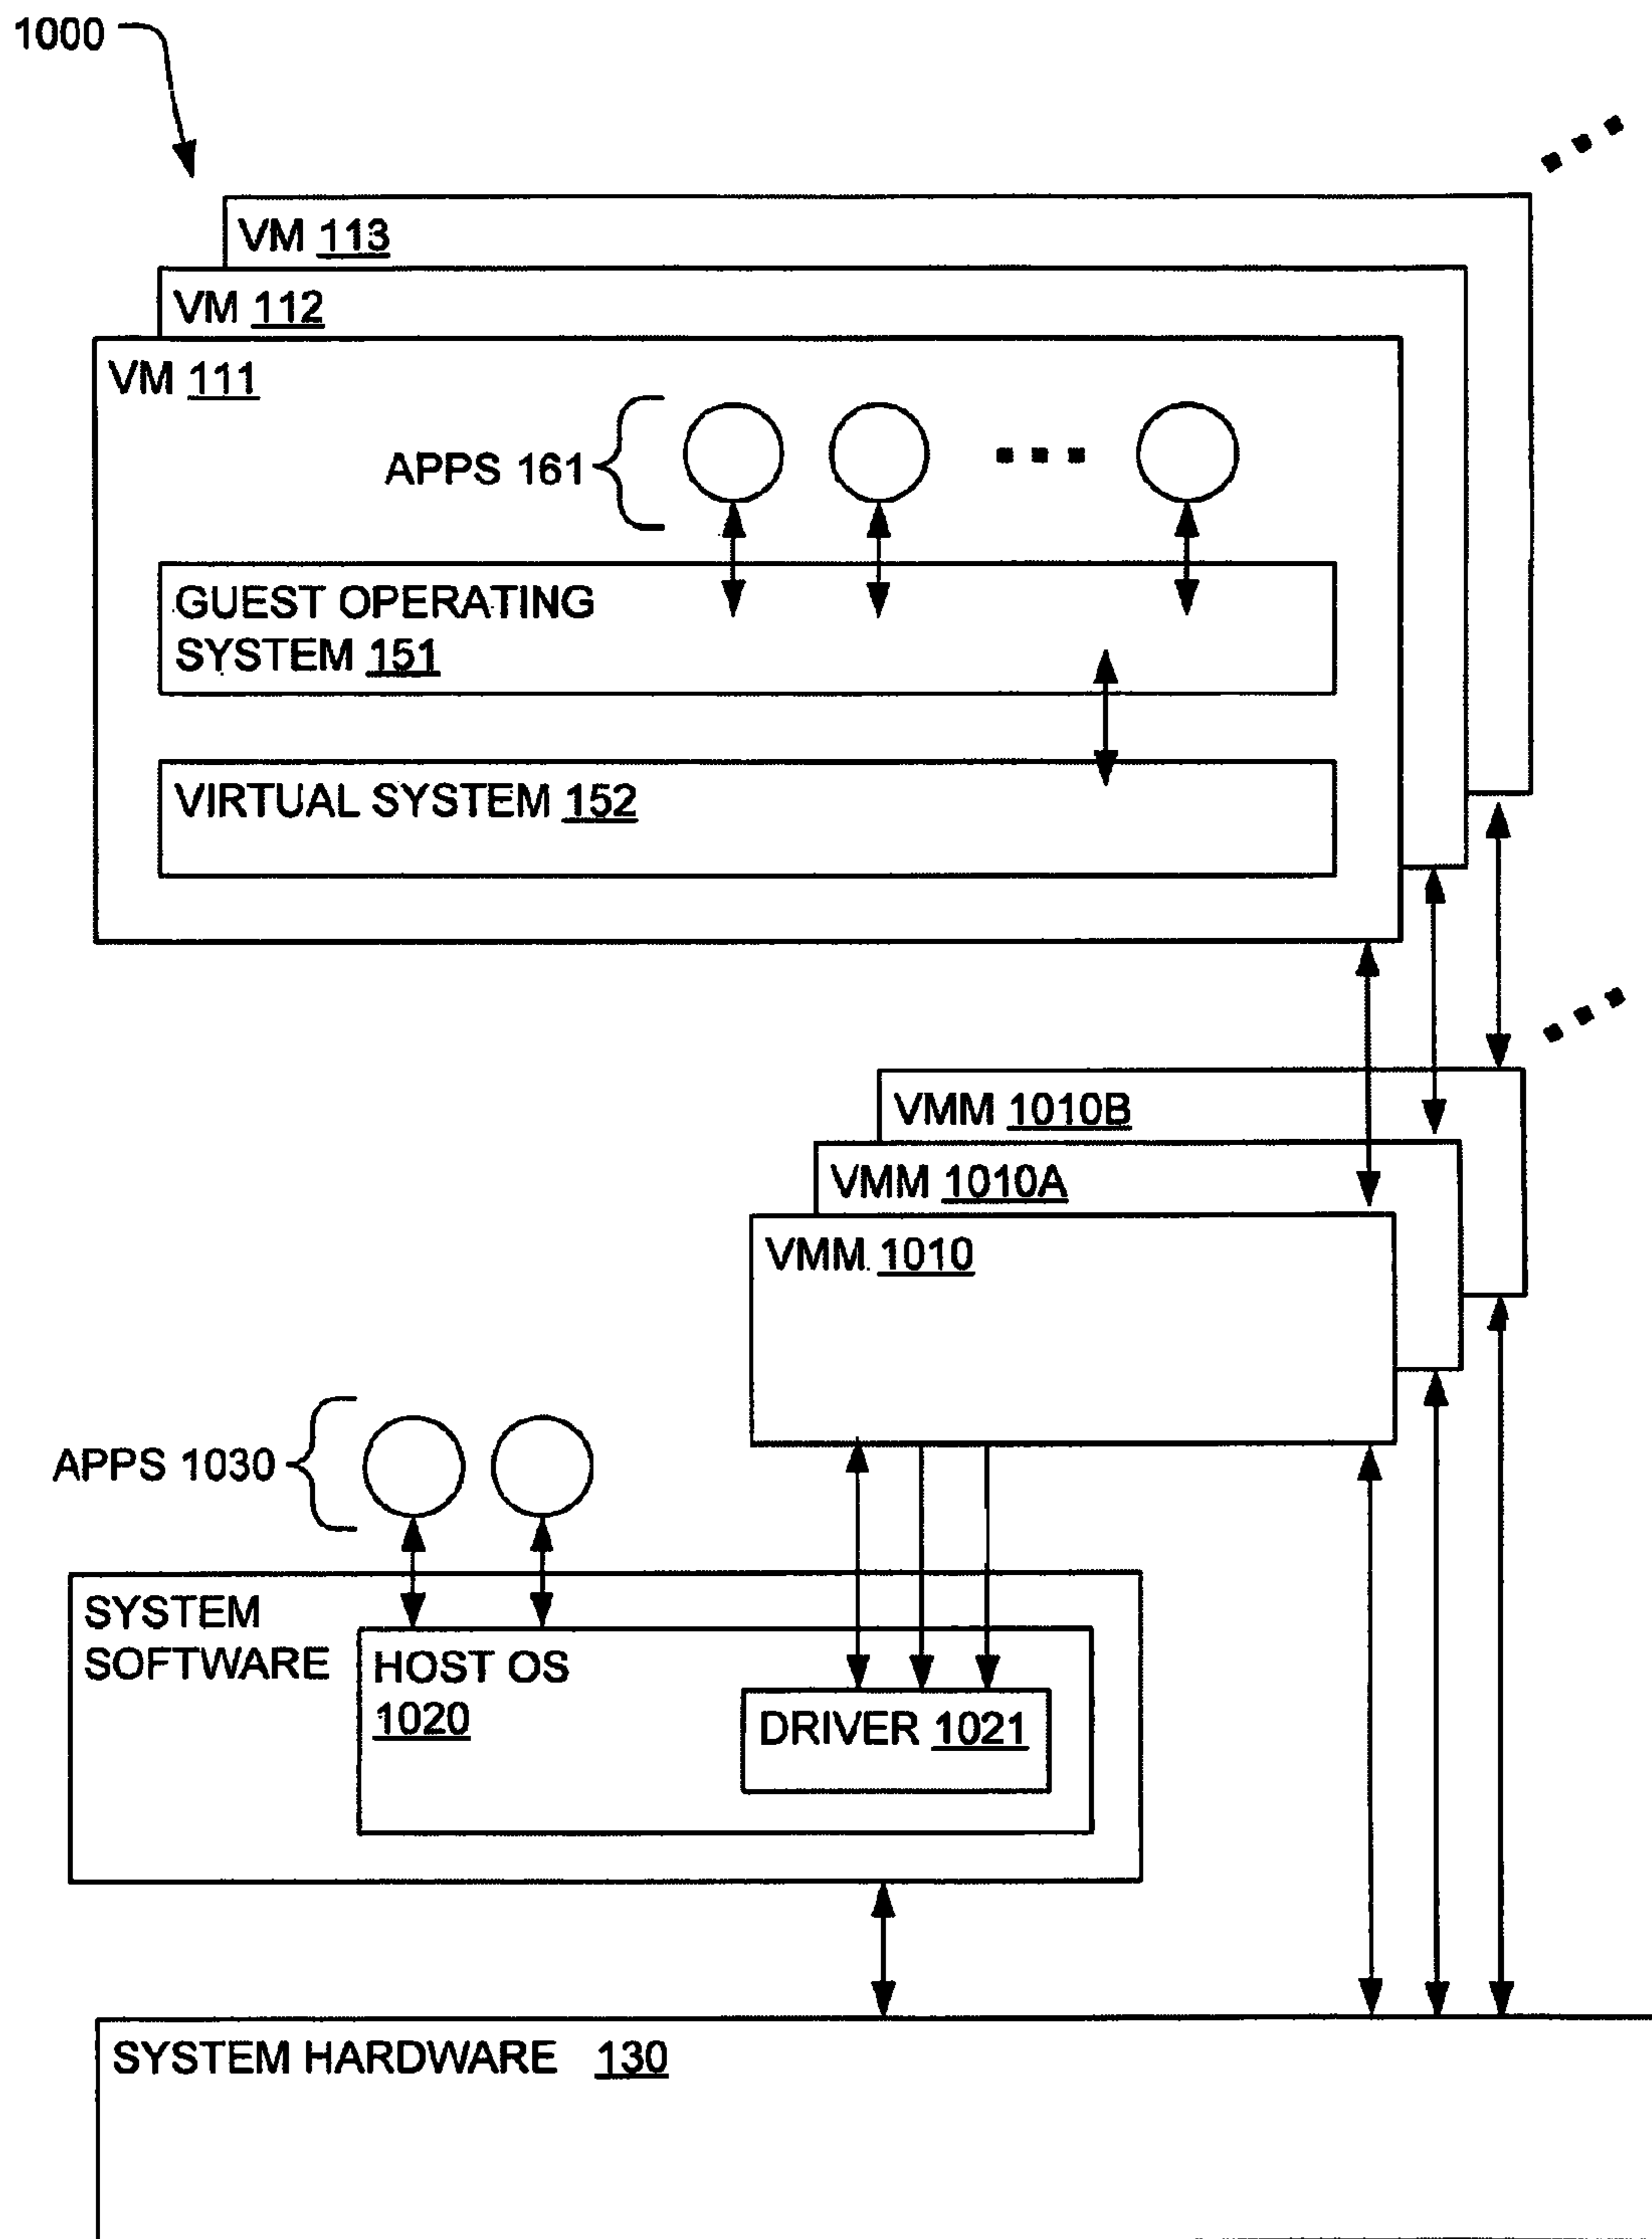 1000
VM 113
VM 112
VM 111
APPS 161
GUEST OPERATING
SYSTEM 151
VIRTUAL SYSTEM 152
VMM 1010B
VMM 1010A
VMM. 1010
APPS 1030
SYSTEM
SOFTWARE
HOST OS
1020
DRIVER 1021
SYSTEM HARDWARE 130